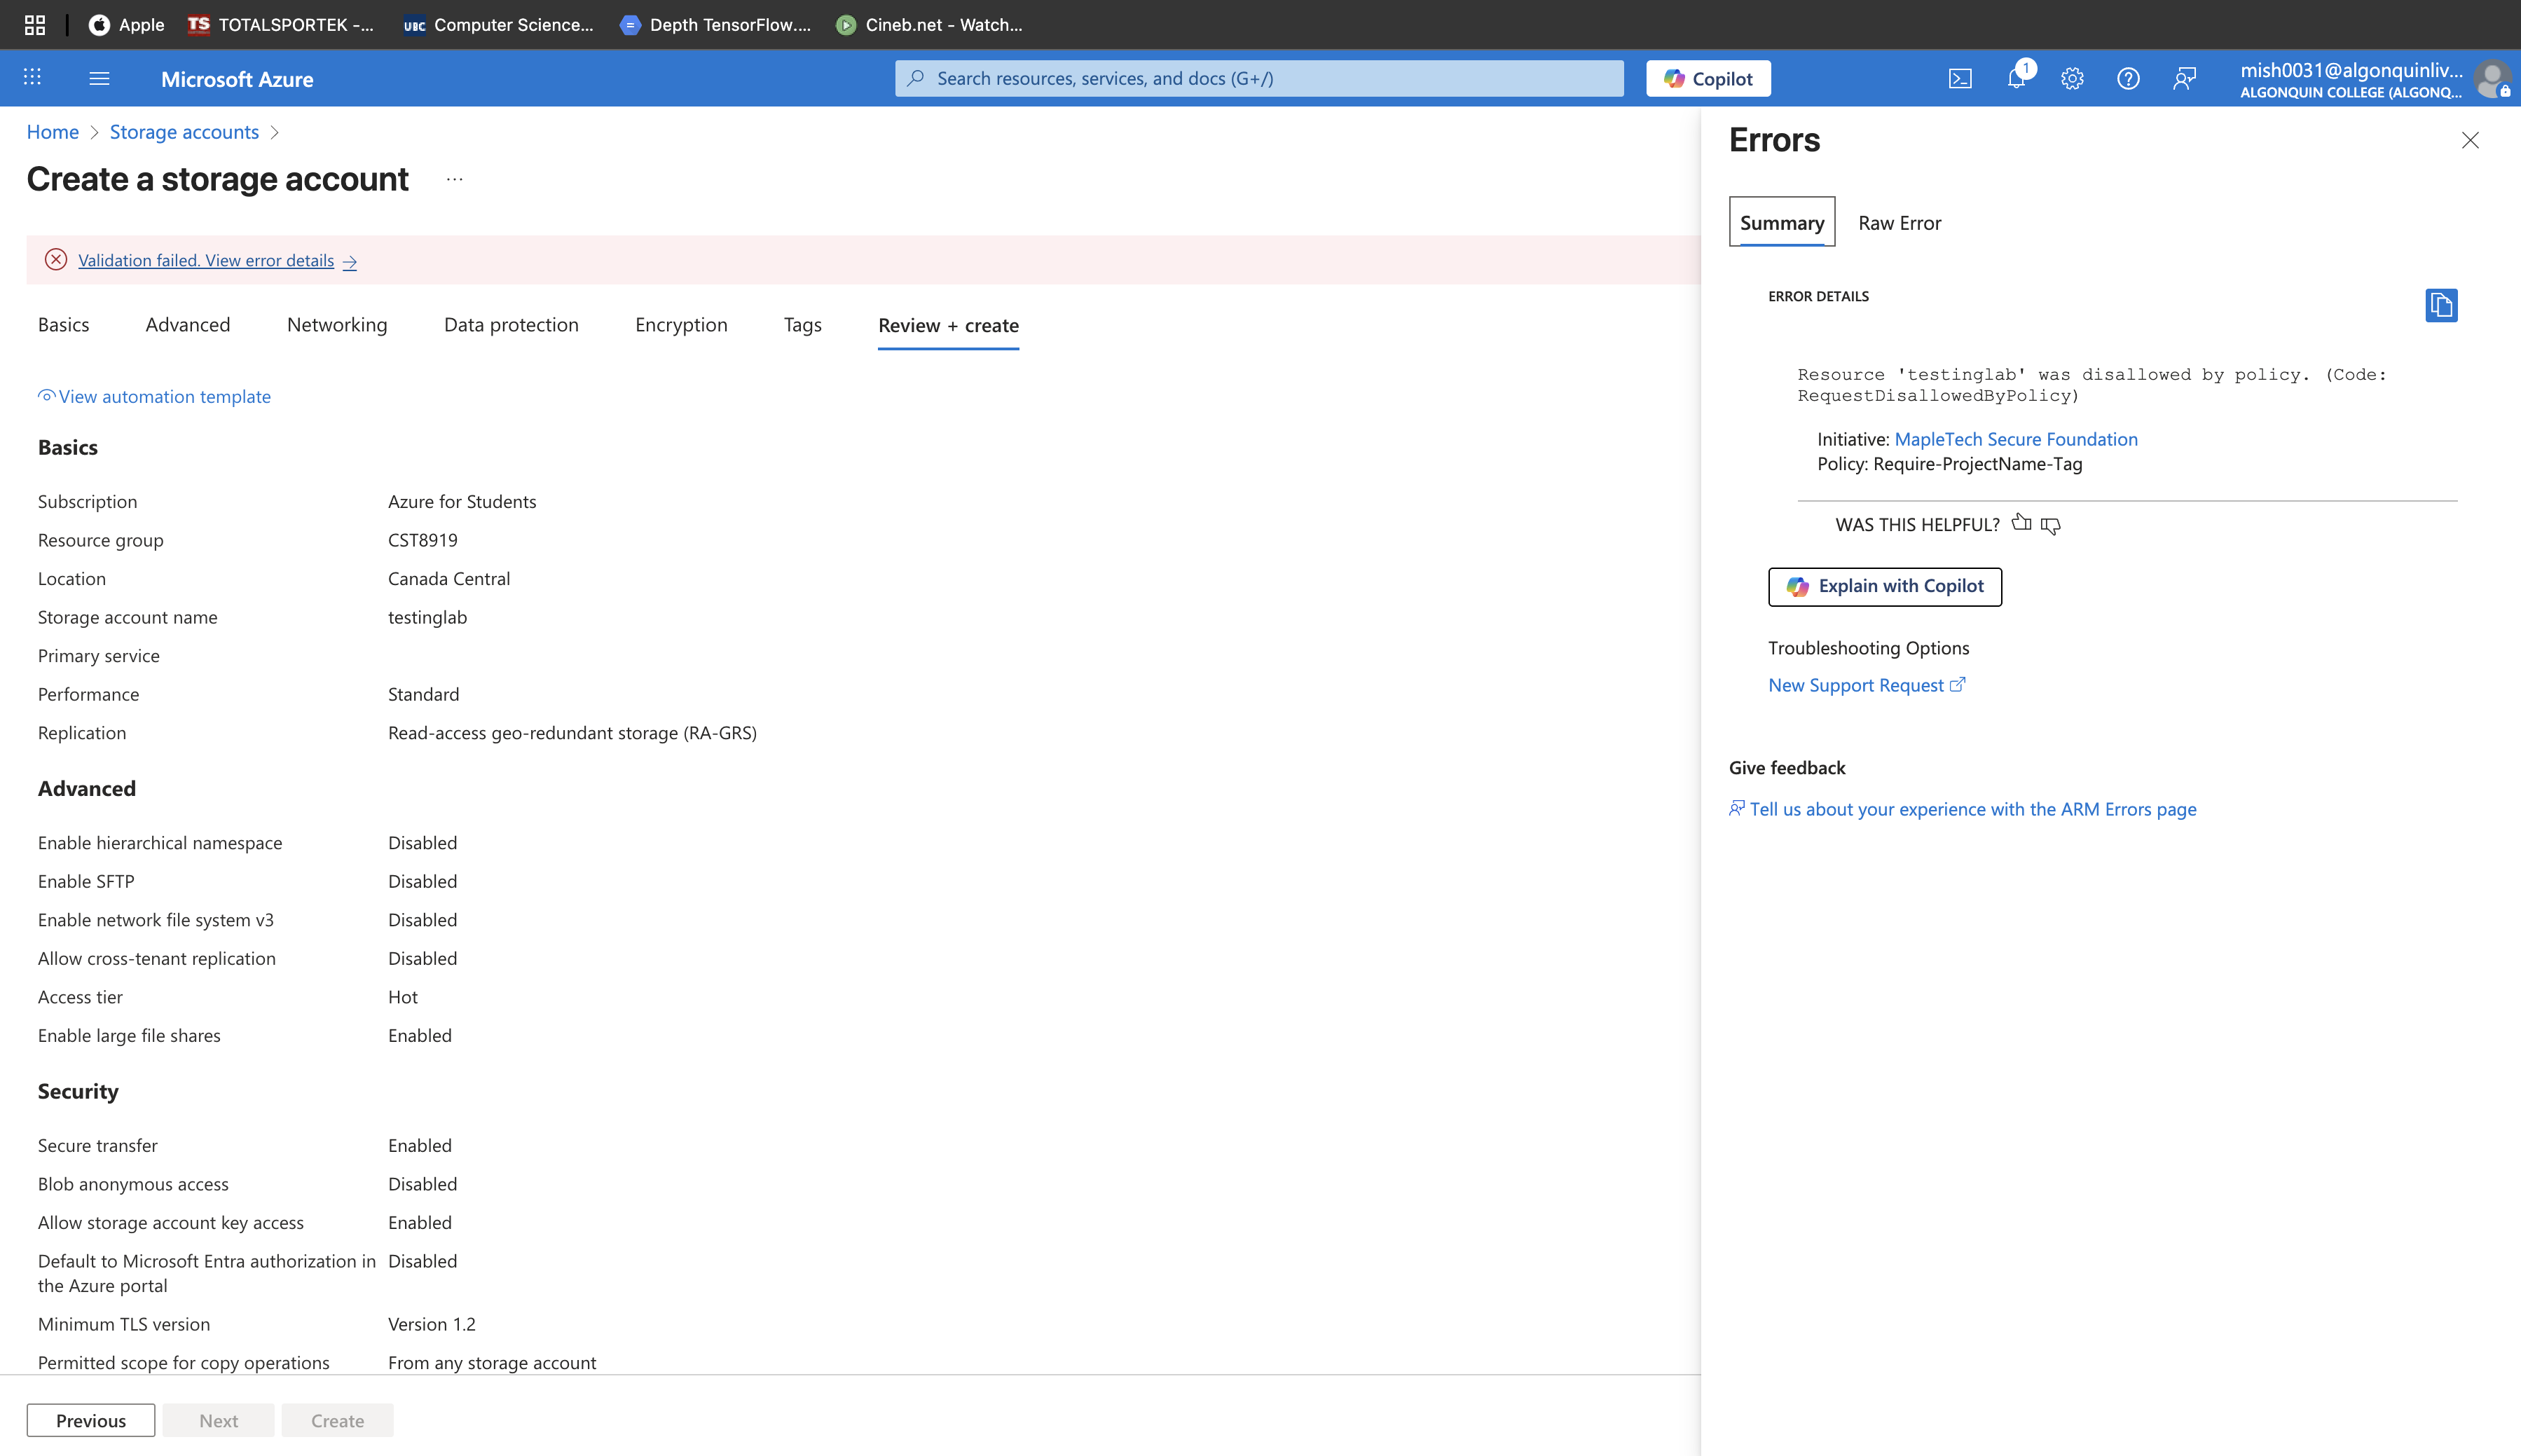 Apple
TS TOTALSPORTEK -...
UBC Computer Science...
Depth TensorFlow....
Cineb.net - Watch...
Microsoft Azure
Search resources, services, and docs (G+/)
Copilot
1
mish0031@algonquinliv...
ALGONQUIN COLLEGE (ALGONQ...
Home > Storage accounts >
Create a storage account ...
Validation failed. View error details →
Basics
Advanced
Networking
Data protection
Encryption
Tags
Review + create
View automation template
Basics
Subscription Azure for Students
Resource group CST8919
Location Canada Central
Storage account name testinglab
Primary service
Performance Standard
Replication Read-access geo-redundant storage (RA-GRS)
Advanced
Enable hierarchical namespace Disabled
Enable SFTP Disabled
Enable network file system v3 Disabled
Allow cross-tenant replication Disabled
Access tier Hot
Enable large file shares Enabled
Security
Secure transfer Enabled
Blob anonymous access Disabled
Allow storage account key access Enabled
Default to Microsoft Entra authorization in Disabled
the Azure portal
Minimum TLS version Version 1.2
Permitted scope for copy operations From any storage account
Previous
Next
Create
Errors
Summary
Raw Error
ERROR DETAILS
Resource 'testinglab' was disallowed by policy. (Code:
RequestDisallowedByPolicy)
Initiative: MapleTech Secure Foundation
Policy: Require-ProjectName-Tag
WAS THIS HELPFUL?
Explain with Copilot
Troubleshooting Options
New Support Request
Give feedback
Tell us about your experience with the ARM Errors page